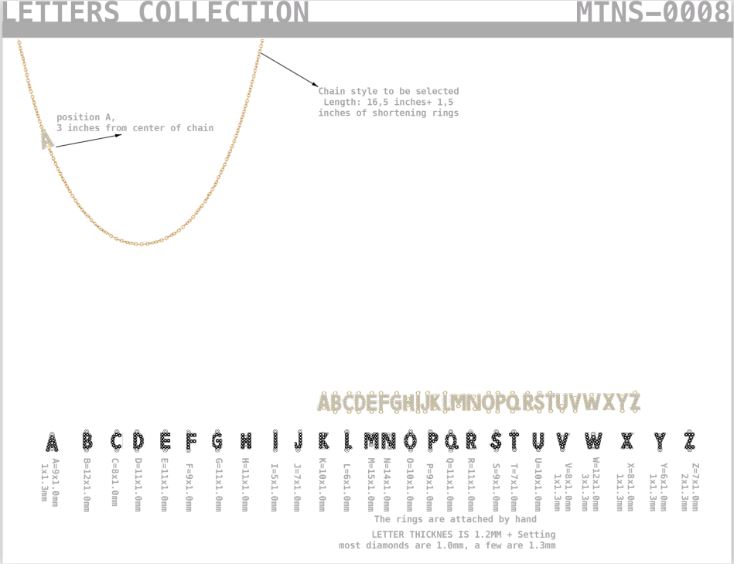 LETTERS COLLECTION
MTNS-0008
Chain style to be selected
Length: 16,5 inches+ 1,5
inches of shortening rings
position A,
3 inches from center of chain
A
ABCDEFGHIJKLMNOPQRSTUVWXYZ
A B C D E F G H I J K L M N O P Q R S T U V W X Y Z
A=9x1.0mm
1x1.3mm
B=12x1.0mm
C=8x1.0mm
D=11x1.0mm
E=11x1.0mm
F=9x1.0mm
G=11x1.0mm
H=11x1.0mm
I=5x1.0mm
J=7x1.0mm
K=10x1.0mm
L=6x1.0mm
M=15x1.0mm
N=14x1.0mm
O=10x1.0mm
P=9x1.0mm
Q=11x1.0mm
R=11x1.0mm
S=9x1.0mm
T=7x1.0mm
U=10x1.0mm
V=8x1.0mm
1x1.3mm
W=12x1.0mm
3x1.3mm
X=8x1.0mm
1x1.3mm
Y=6x1.0mm
1x1.3mm
Z=7x1.0mm
2x1.3mm
The rings are attached by hand
LETTER THICKNES IS 1.2MM + Setting
most diamonds are 1.0mm, a few are 1.3mm